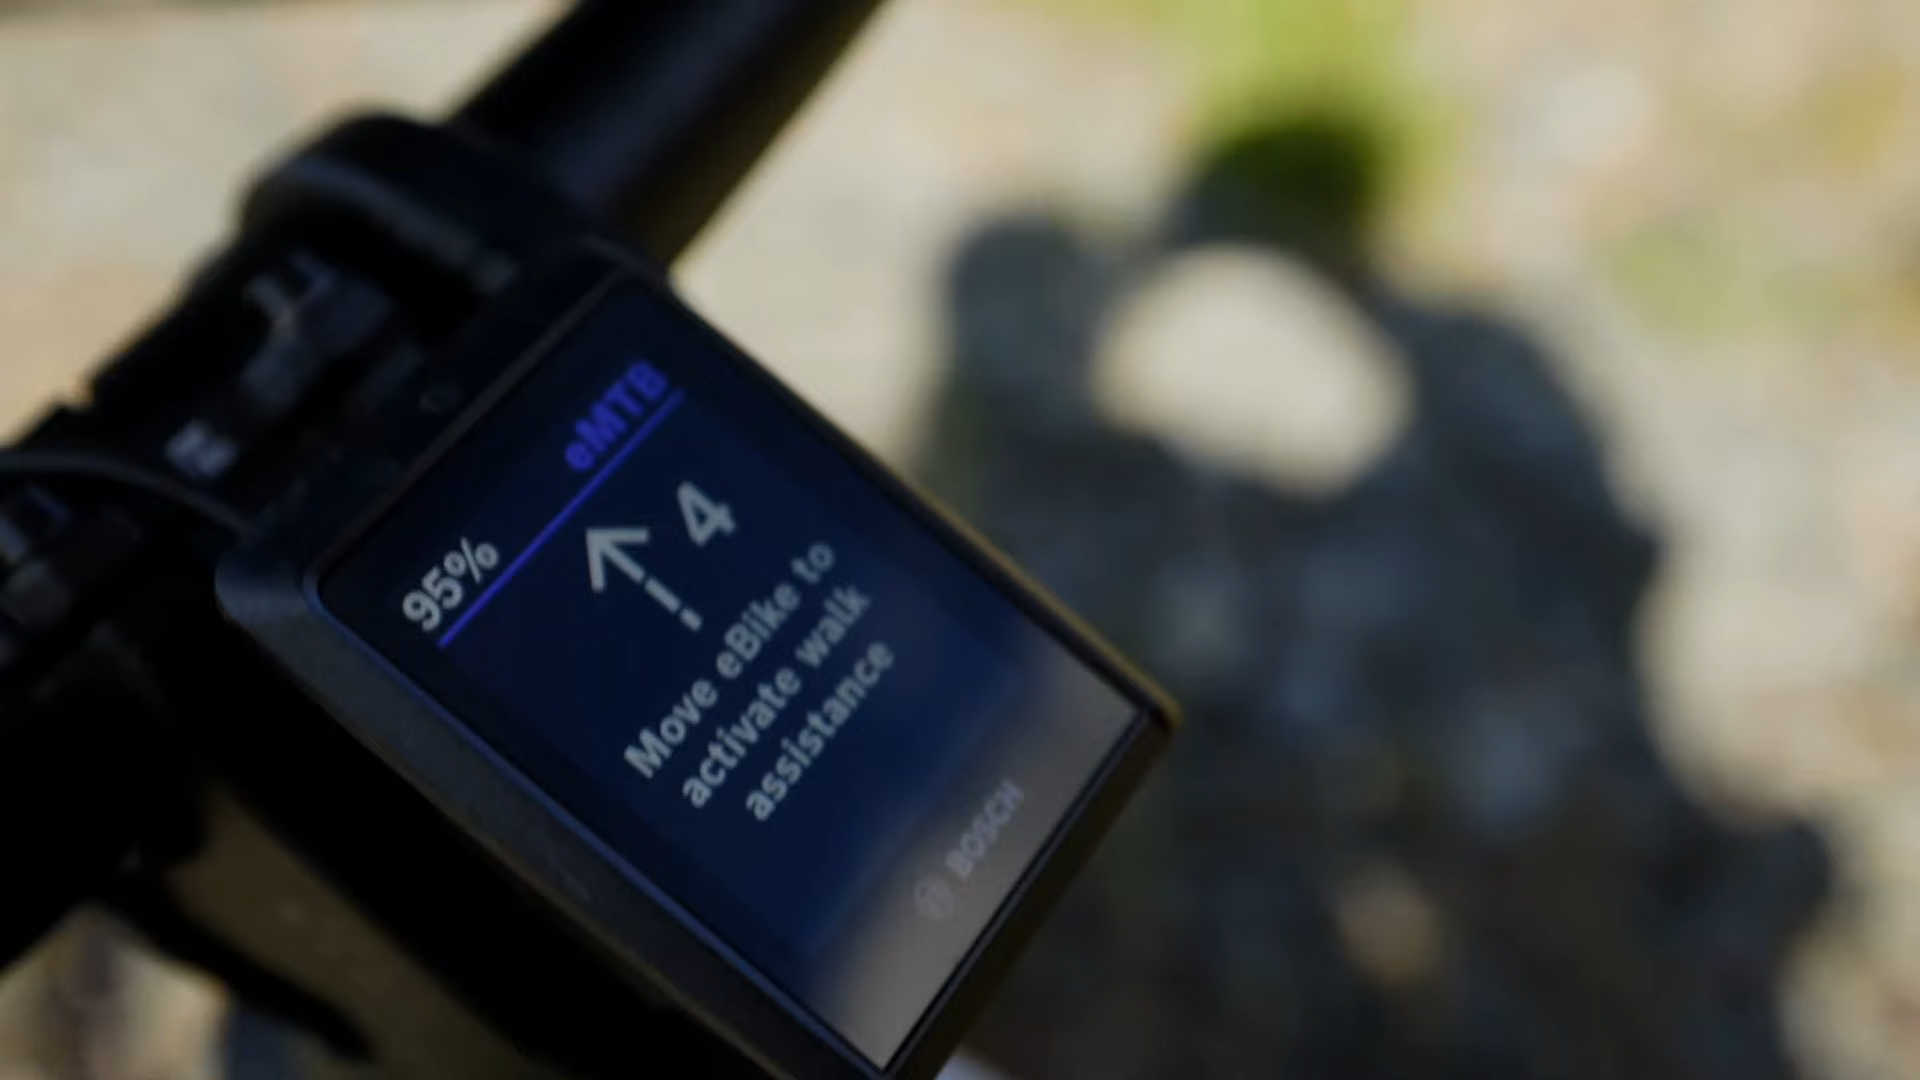 95% eMTB
4
Move eBike to
activate walk
assistance
BOSCH